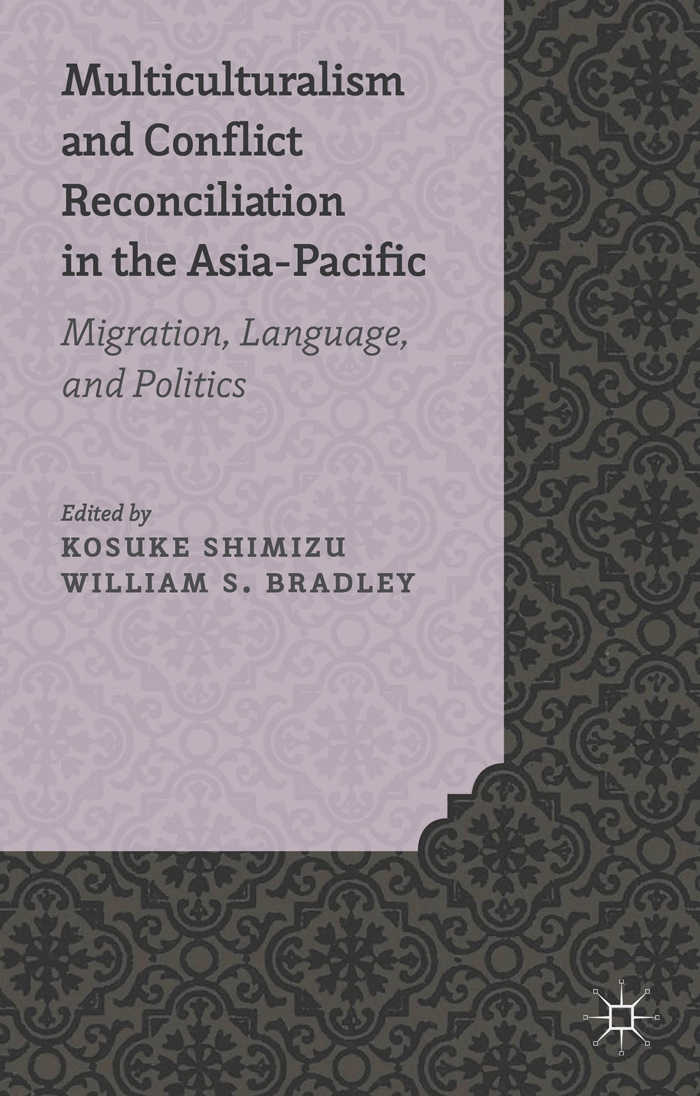 Multiculturalism
and Conflict
Reconciliation
in the Asia-Pacific
Migration, Language,
and Politics
Edited by
KOSUKE SHIMIZU
WILLIAM S. BRADLEY